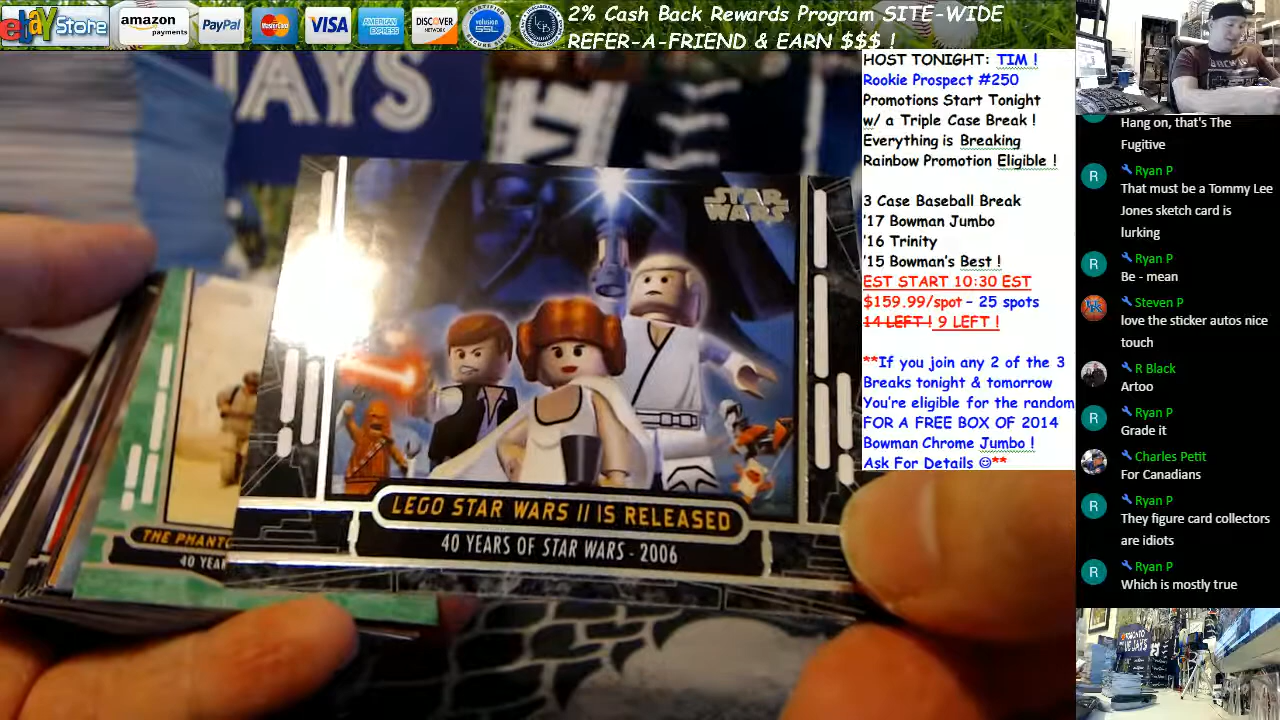 ebay Store
amazon
payments
PayPal
MasterCard
VISA
AMERICAN
EXPRESS
DISCOVER
NETWORK
volusion
SSL
2% Cash Back Rewards Program SITE-WIDE
REFER-A-FRIEND & EARN $$$ !
HOST TONIGHT: TIM !
Rookie Prospect #250
Promotions Start Tonight
w/ a Triple Case Break !
Everything is Breaking
Rainbow Promotion Eligible !
3 Case Baseball Break
'17 Bowman Jumbo
'16 Trinity
'15 Bowman's Best !
EST START 10:30 EST
$159.99/spot – 25 spots
14 LEFT ! 9 LEFT !
**If you join any 2 of the 3
Breaks tonight & tomorrow
You're eligible for the random
FOR A FREE BOX OF 2014
Bowman Chrome Jumbo !
Ask For Details ☺**
Hang on, that's The
Fugitive
R Ryan P
That must be a Tommy Lee
Jones sketch card is
lurking
R Ryan P
Be - mean
Steven P
love the sticker autos nice
touch
R Black
Artoo
R Ryan P
Grade it
Charles Petit
For Canadians
R Ryan P
They figure card collectors
are idiots
R Ryan P
Which is mostly true
JAYS
STAR
WARS
LEGO STAR WARS II IS RELEASED
40 YEARS OF STAR WARS - 2006
THE PHANT
40 YEAR
TORONTO